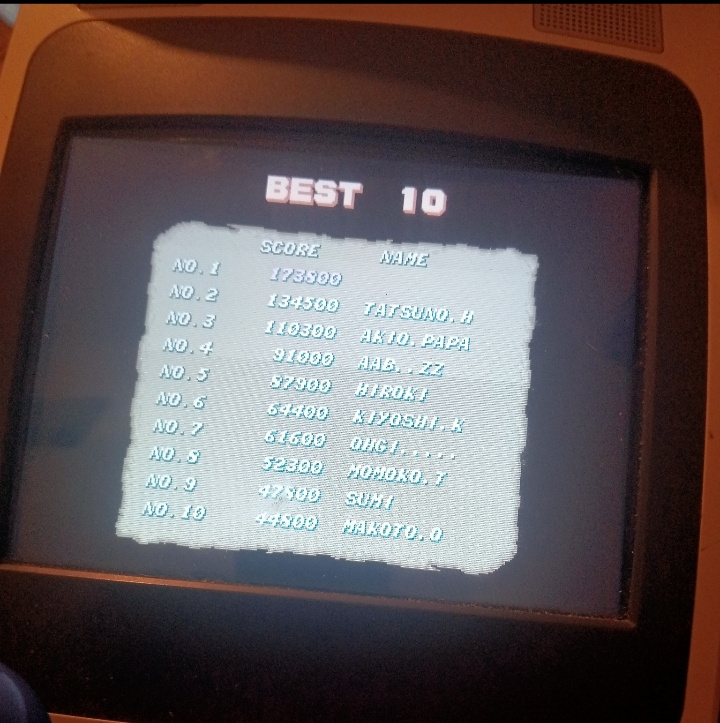 BEST 10
SCORE NAME
NO.1 173800
NO.2 134500 TATSUNO.H
NO.3 110300 AKIO.PAPA
NO.4 91000 AAB..ZZ
NO.5 87900 HIROKI
NO.6 64400 KIYOSHI.K
NO.7 61600 OHGI.....
NO.8 52300 MOMOKO.T
NO.9 47800 SUMI
NO.10 44800 MAKOTO.O